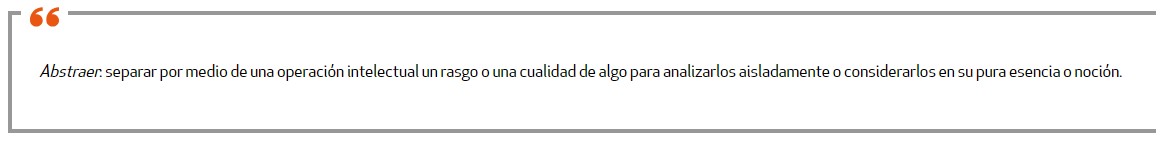 “
Abstraer: separar por medio de una operación intelectual un rasgo o una cualidad de algo para analizarlos aisladamente o considerarlos en su pura esencia o noción.